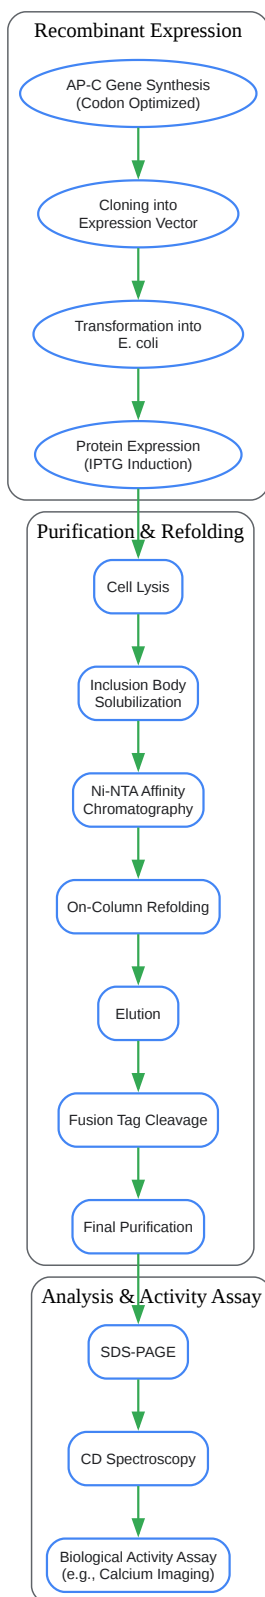 Recombinant Expression
AP-C Gene Synthesis
(Codon Optimized)
Cloning into
Expression Vector
Transformation into
E. coli
Protein Expression
(IPTG Induction)
Purification & Refolding
Cell Lysis
Inclusion Body
Solubilization
Ni-NTA Affinity
Chromatography
On-Column Refolding
Elution
Fusion Tag Cleavage
Final Purification
Analysis & Activity Assay
SDS-PAGE
CD Spectroscopy
Biological Activity Assay
(e.g., Calcium Imaging)